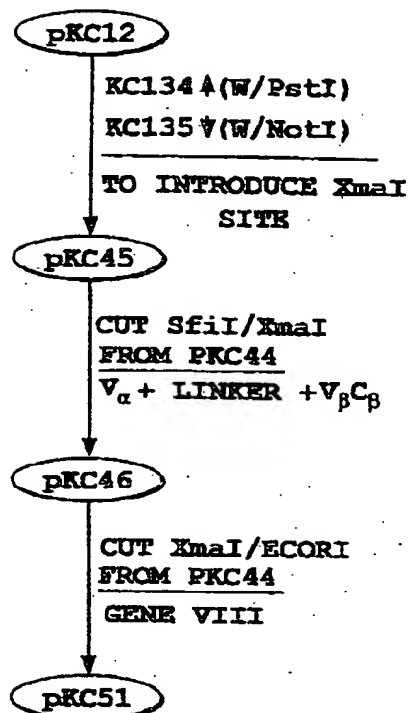 pKC12
KC134 ↑ (W/PstI)
KC135 ↓ (W/NotI)
TO INTRODUCE XmaI
SITE
pKC45
CUT SfiI/XmaI
FROM PKC44
Vα + LINKER +VβCβ
pKC46
CUT XmaI/ECORI
FROM PKC44
GENE VIII
pKC51